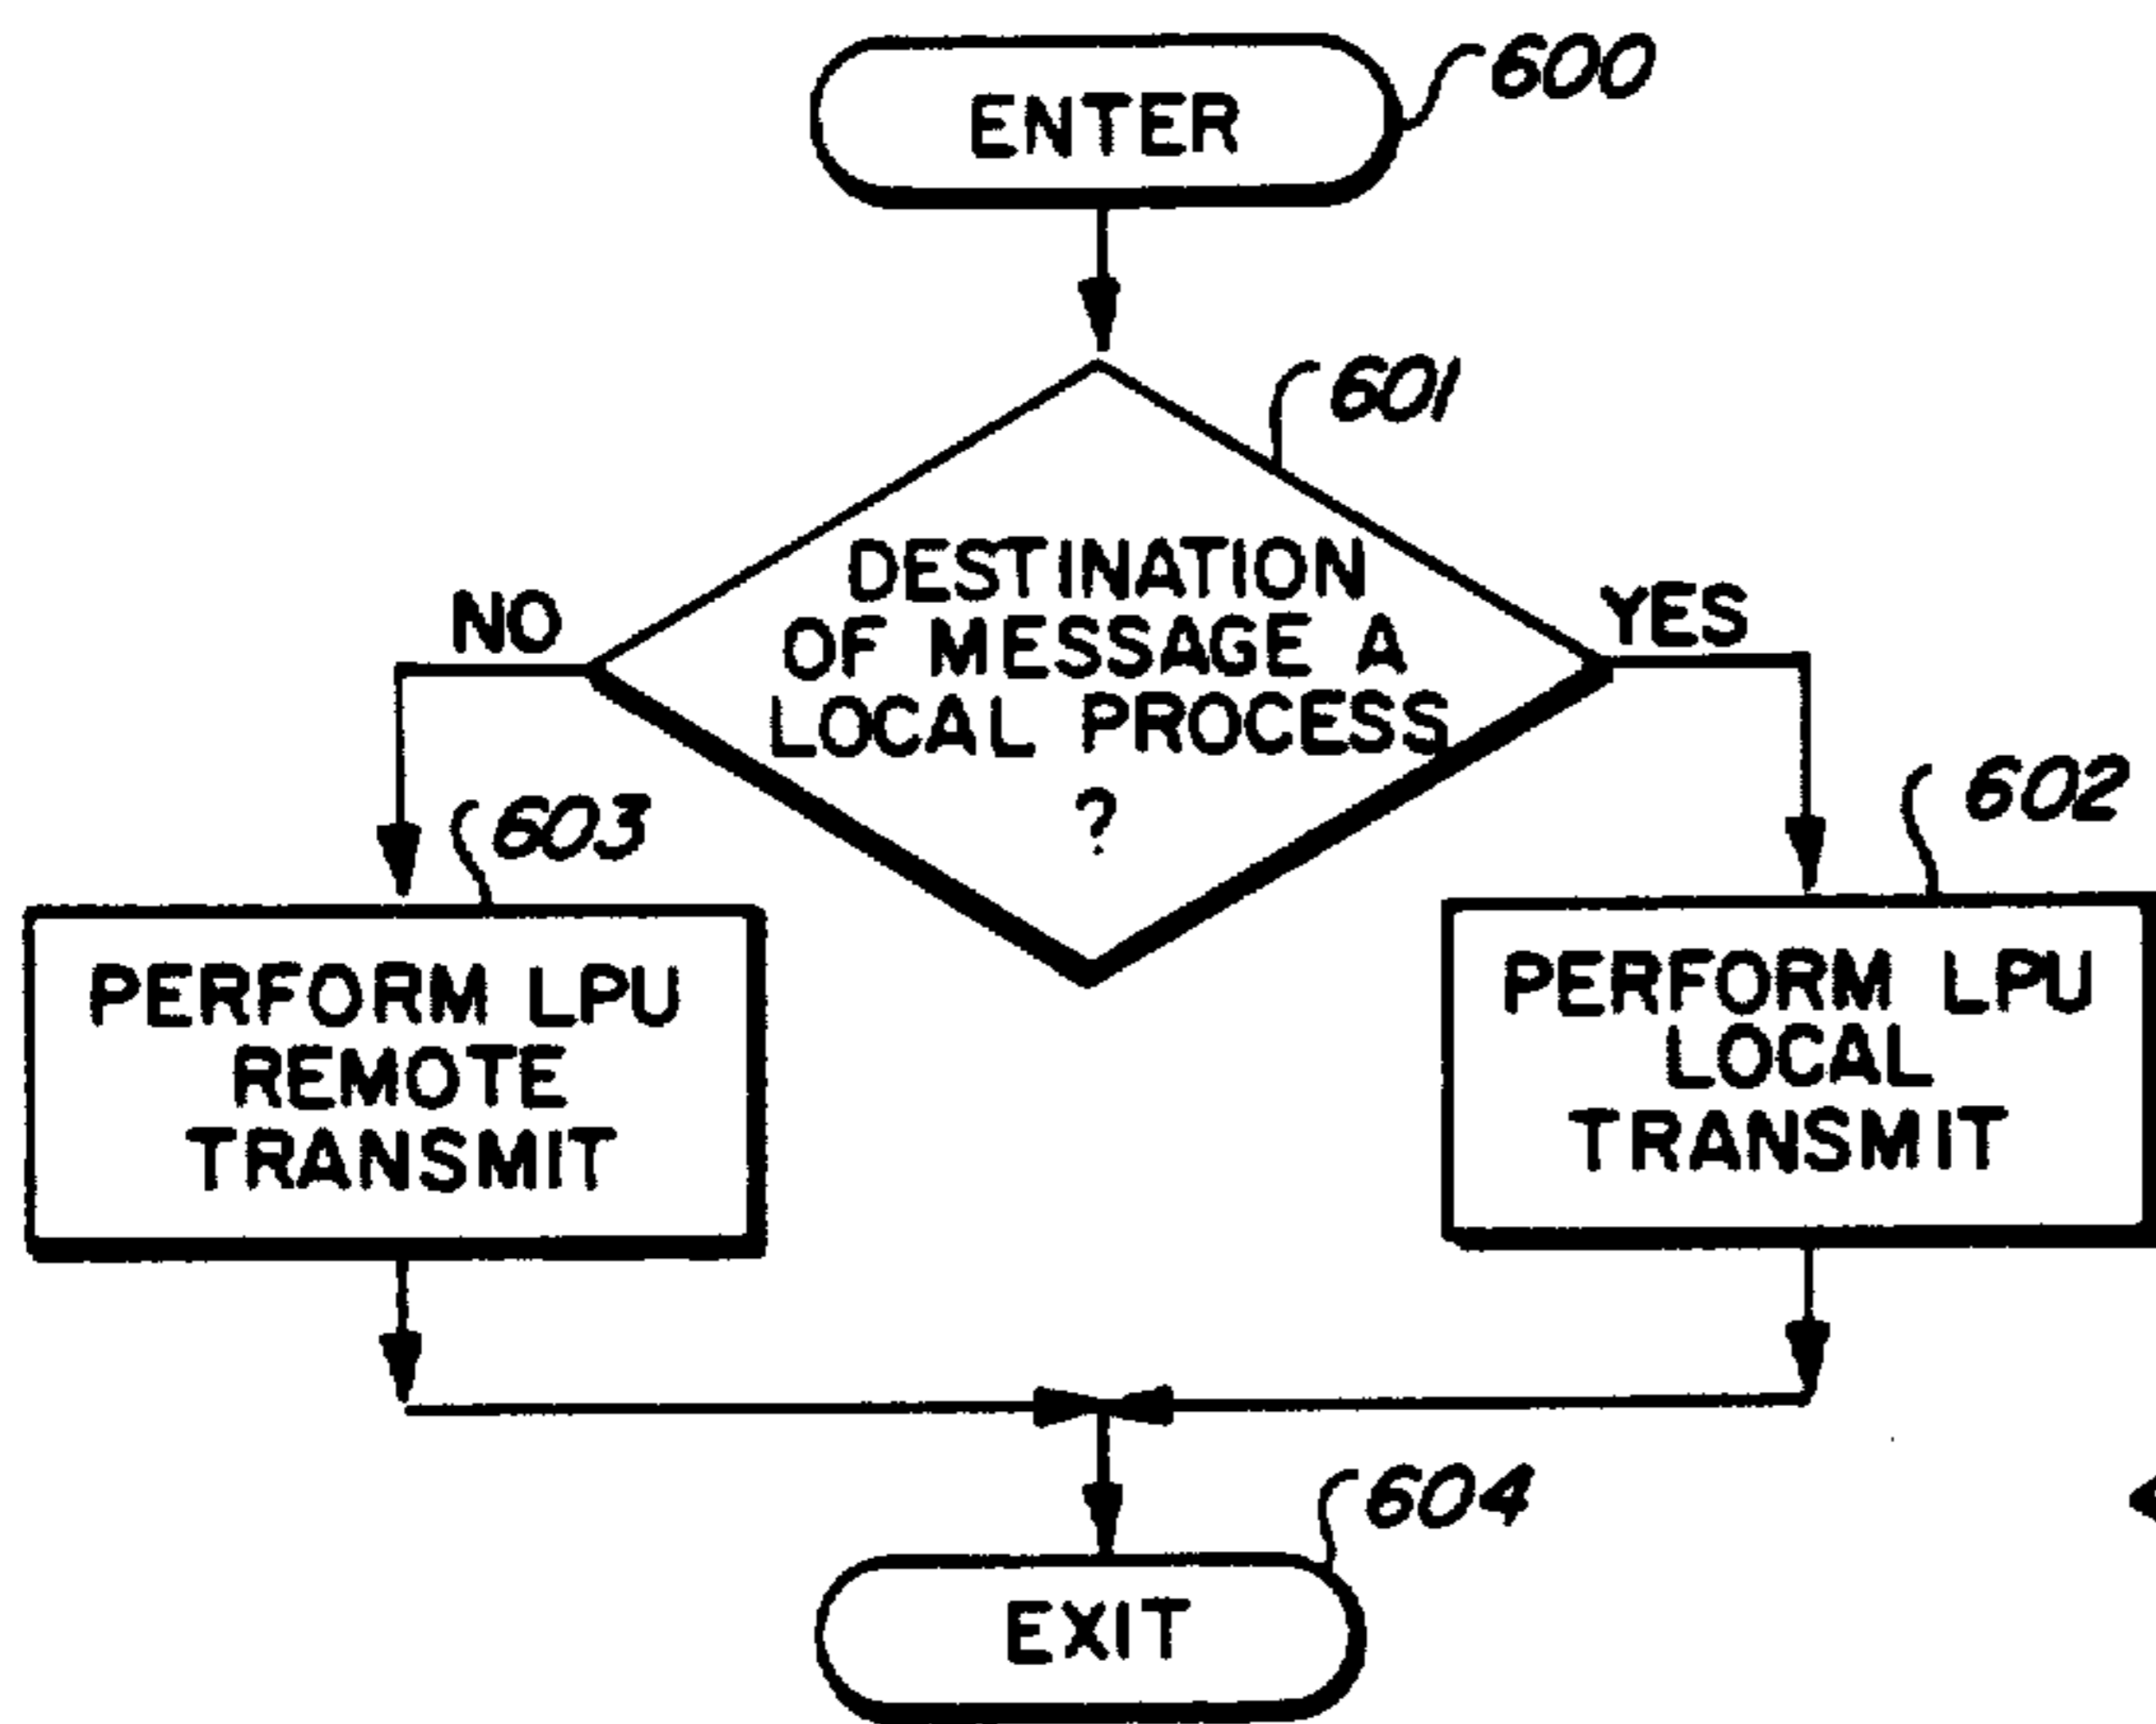 ENTER
600
601
DESTINATION
OF MESSAGE A
LOCAL PROCESS
?
NO
YES
603
PERFORM LPU
REMOTE
TRANSMIT
602
PERFORM LPU
LOCAL
TRANSMIT
604
EXIT